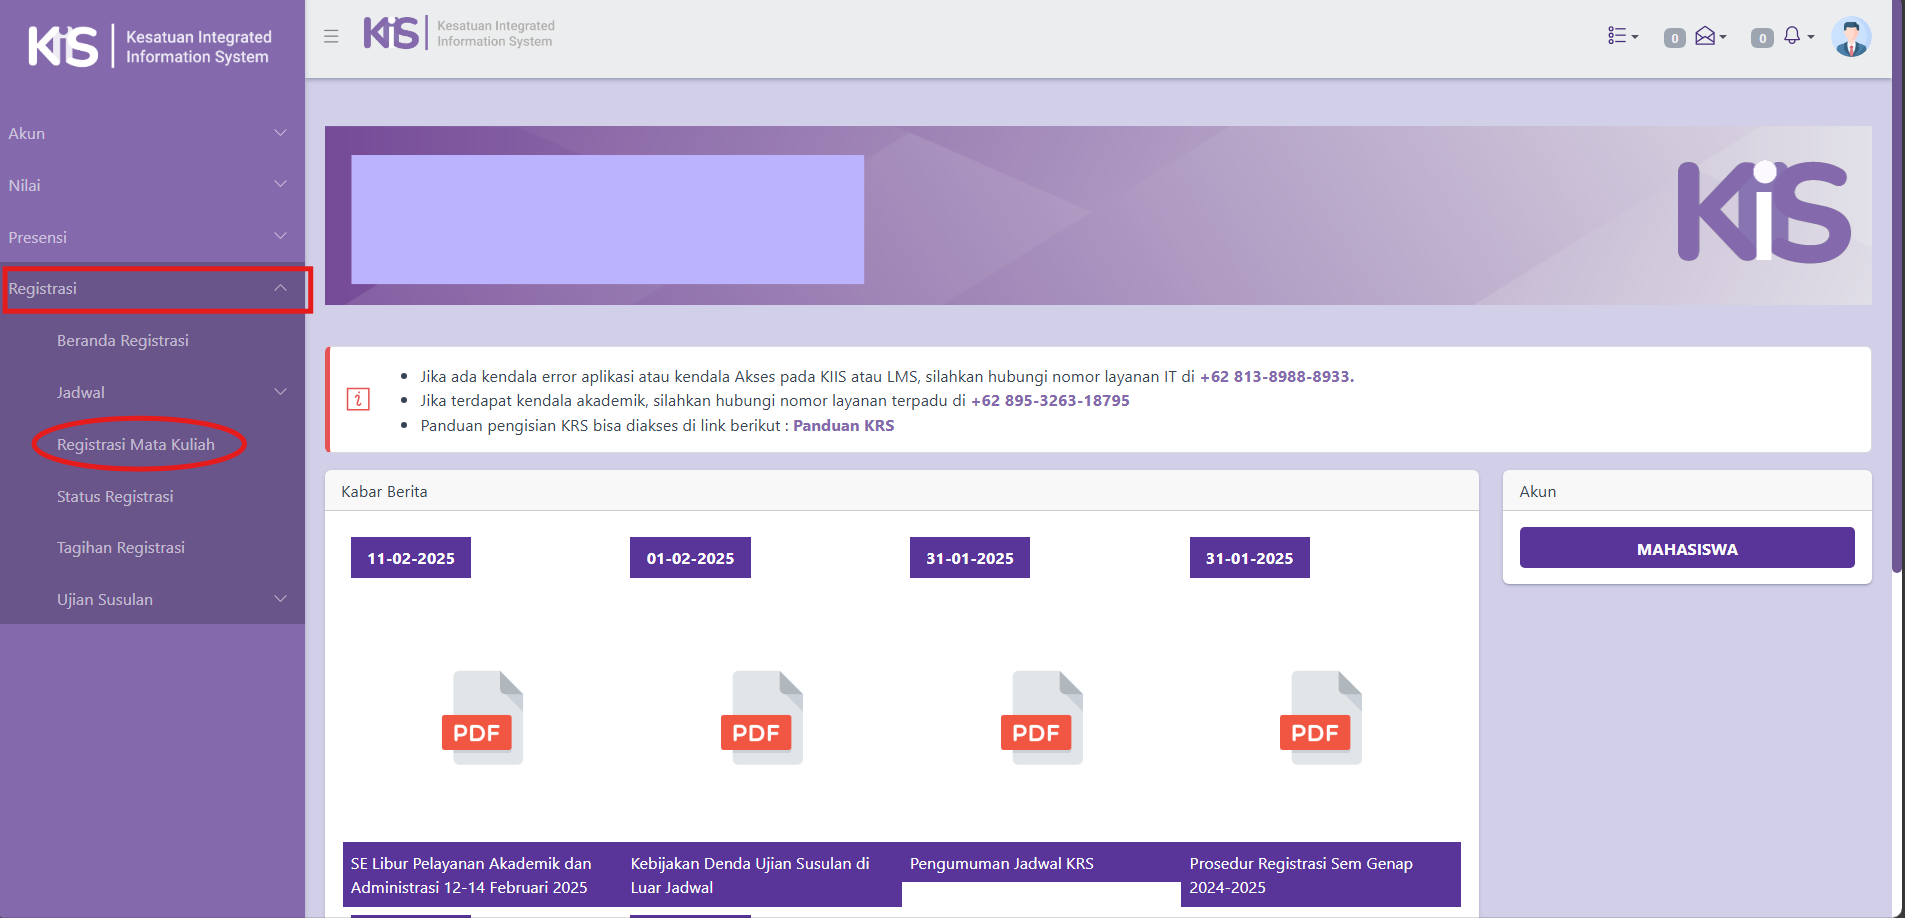 KiS
Kesatuan Integrated
Information System
KiS
Kesatuan Integrated
Information System
0
0
Akun
Nilai
Presensi
Registrasi
Beranda Registrasi
Jadwal
Registrasi Mata Kuliah
Status Registrasi
Tagihan Registrasi
Ujian Susulan
KiS
i
Jika ada kendala error aplikasi atau kendala Akses pada KIIS atau LMS, silahkan hubungi nomor layanan IT di +62 813-8988-8933.
Jika terdapat kendala akademik, silahkan hubungi nomor layanan terpadu di +62 895-3263-18795
Panduan pengisian KRS bisa diakses di link berikut : Panduan KRS
Kabar Berita
11-02-2025
01-02-2025
31-01-2025
31-01-2025
PDF
PDF
PDF
PDF
SE Libur Pelayanan Akademik dan
Administrasi 12-14 Februari 2025
Kebijakan Denda Ujian Susulan di
Luar Jadwal
Pengumuman Jadwal KRS
Prosedur Registrasi Sem Genap
2024-2025
Akun
MAHASISWA